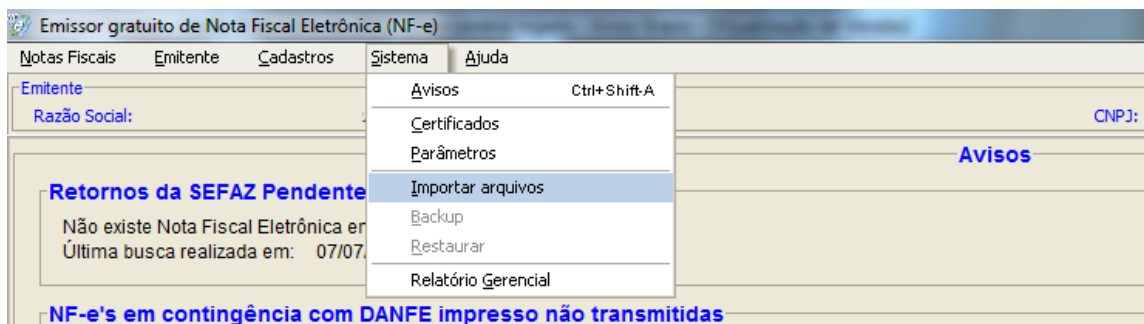 Emissor gratuito de Nota Fiscal Eletrônica (NF-e)
Notas Fiscais Emitente Cadastros Sistema Ajuda
Emitente
Razão Social: CNPJ:
Avisos Ctrl+Shift-A
Certificados
Parâmetros
Importar arquivos
Backup
Restaurar
Relatório Gerencial
Avisos
Retornos da SEFAZ Pendente
Não existe Nota Fiscal Eletrônica
Última busca realizada em: 07/07
NF-e's em contingência com DANFE impresso não transmitidas